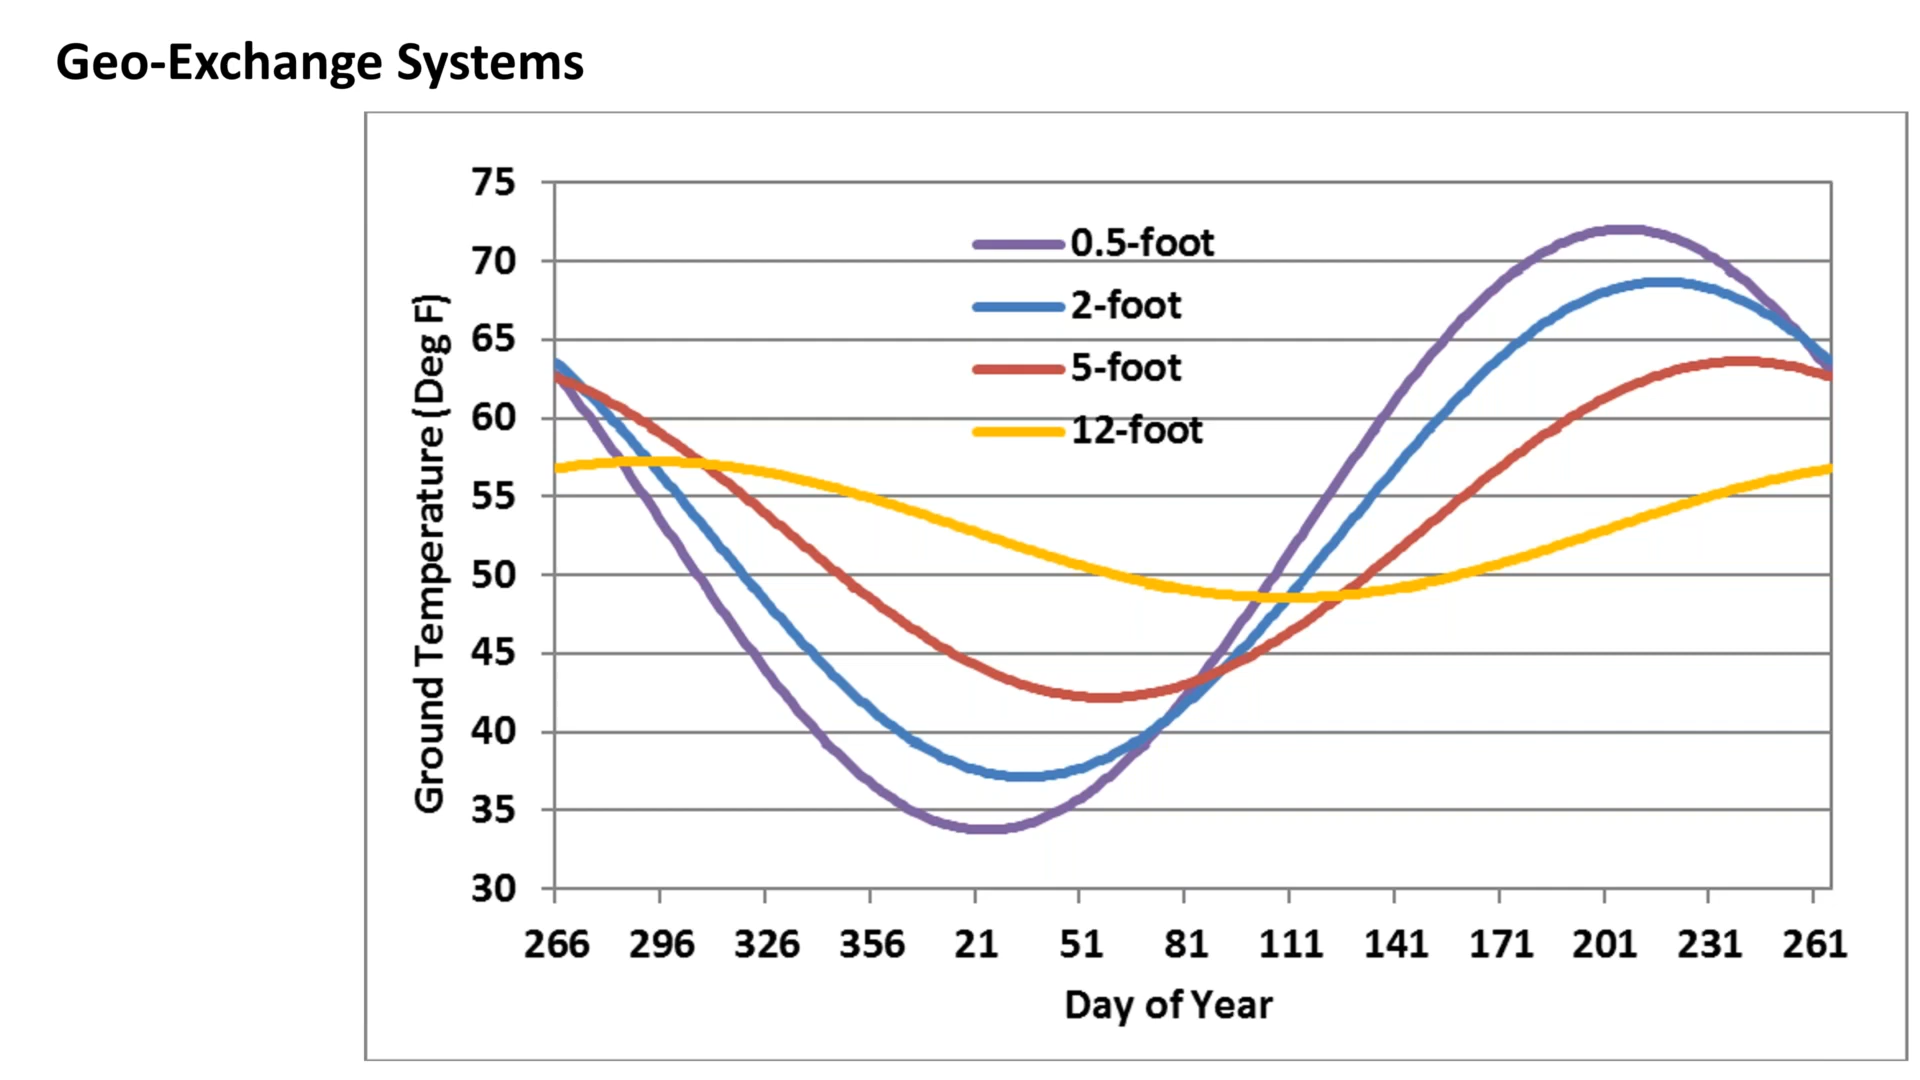 Geo-Exchange Systems
75
70
65
60
55
50
45
40
35
30
Ground Temperature (Deg F)
0.5-foot
2-foot
5-foot
12-foot
266 296 326 356 21 51 81 111 141 171 201 231 261
Day of Year